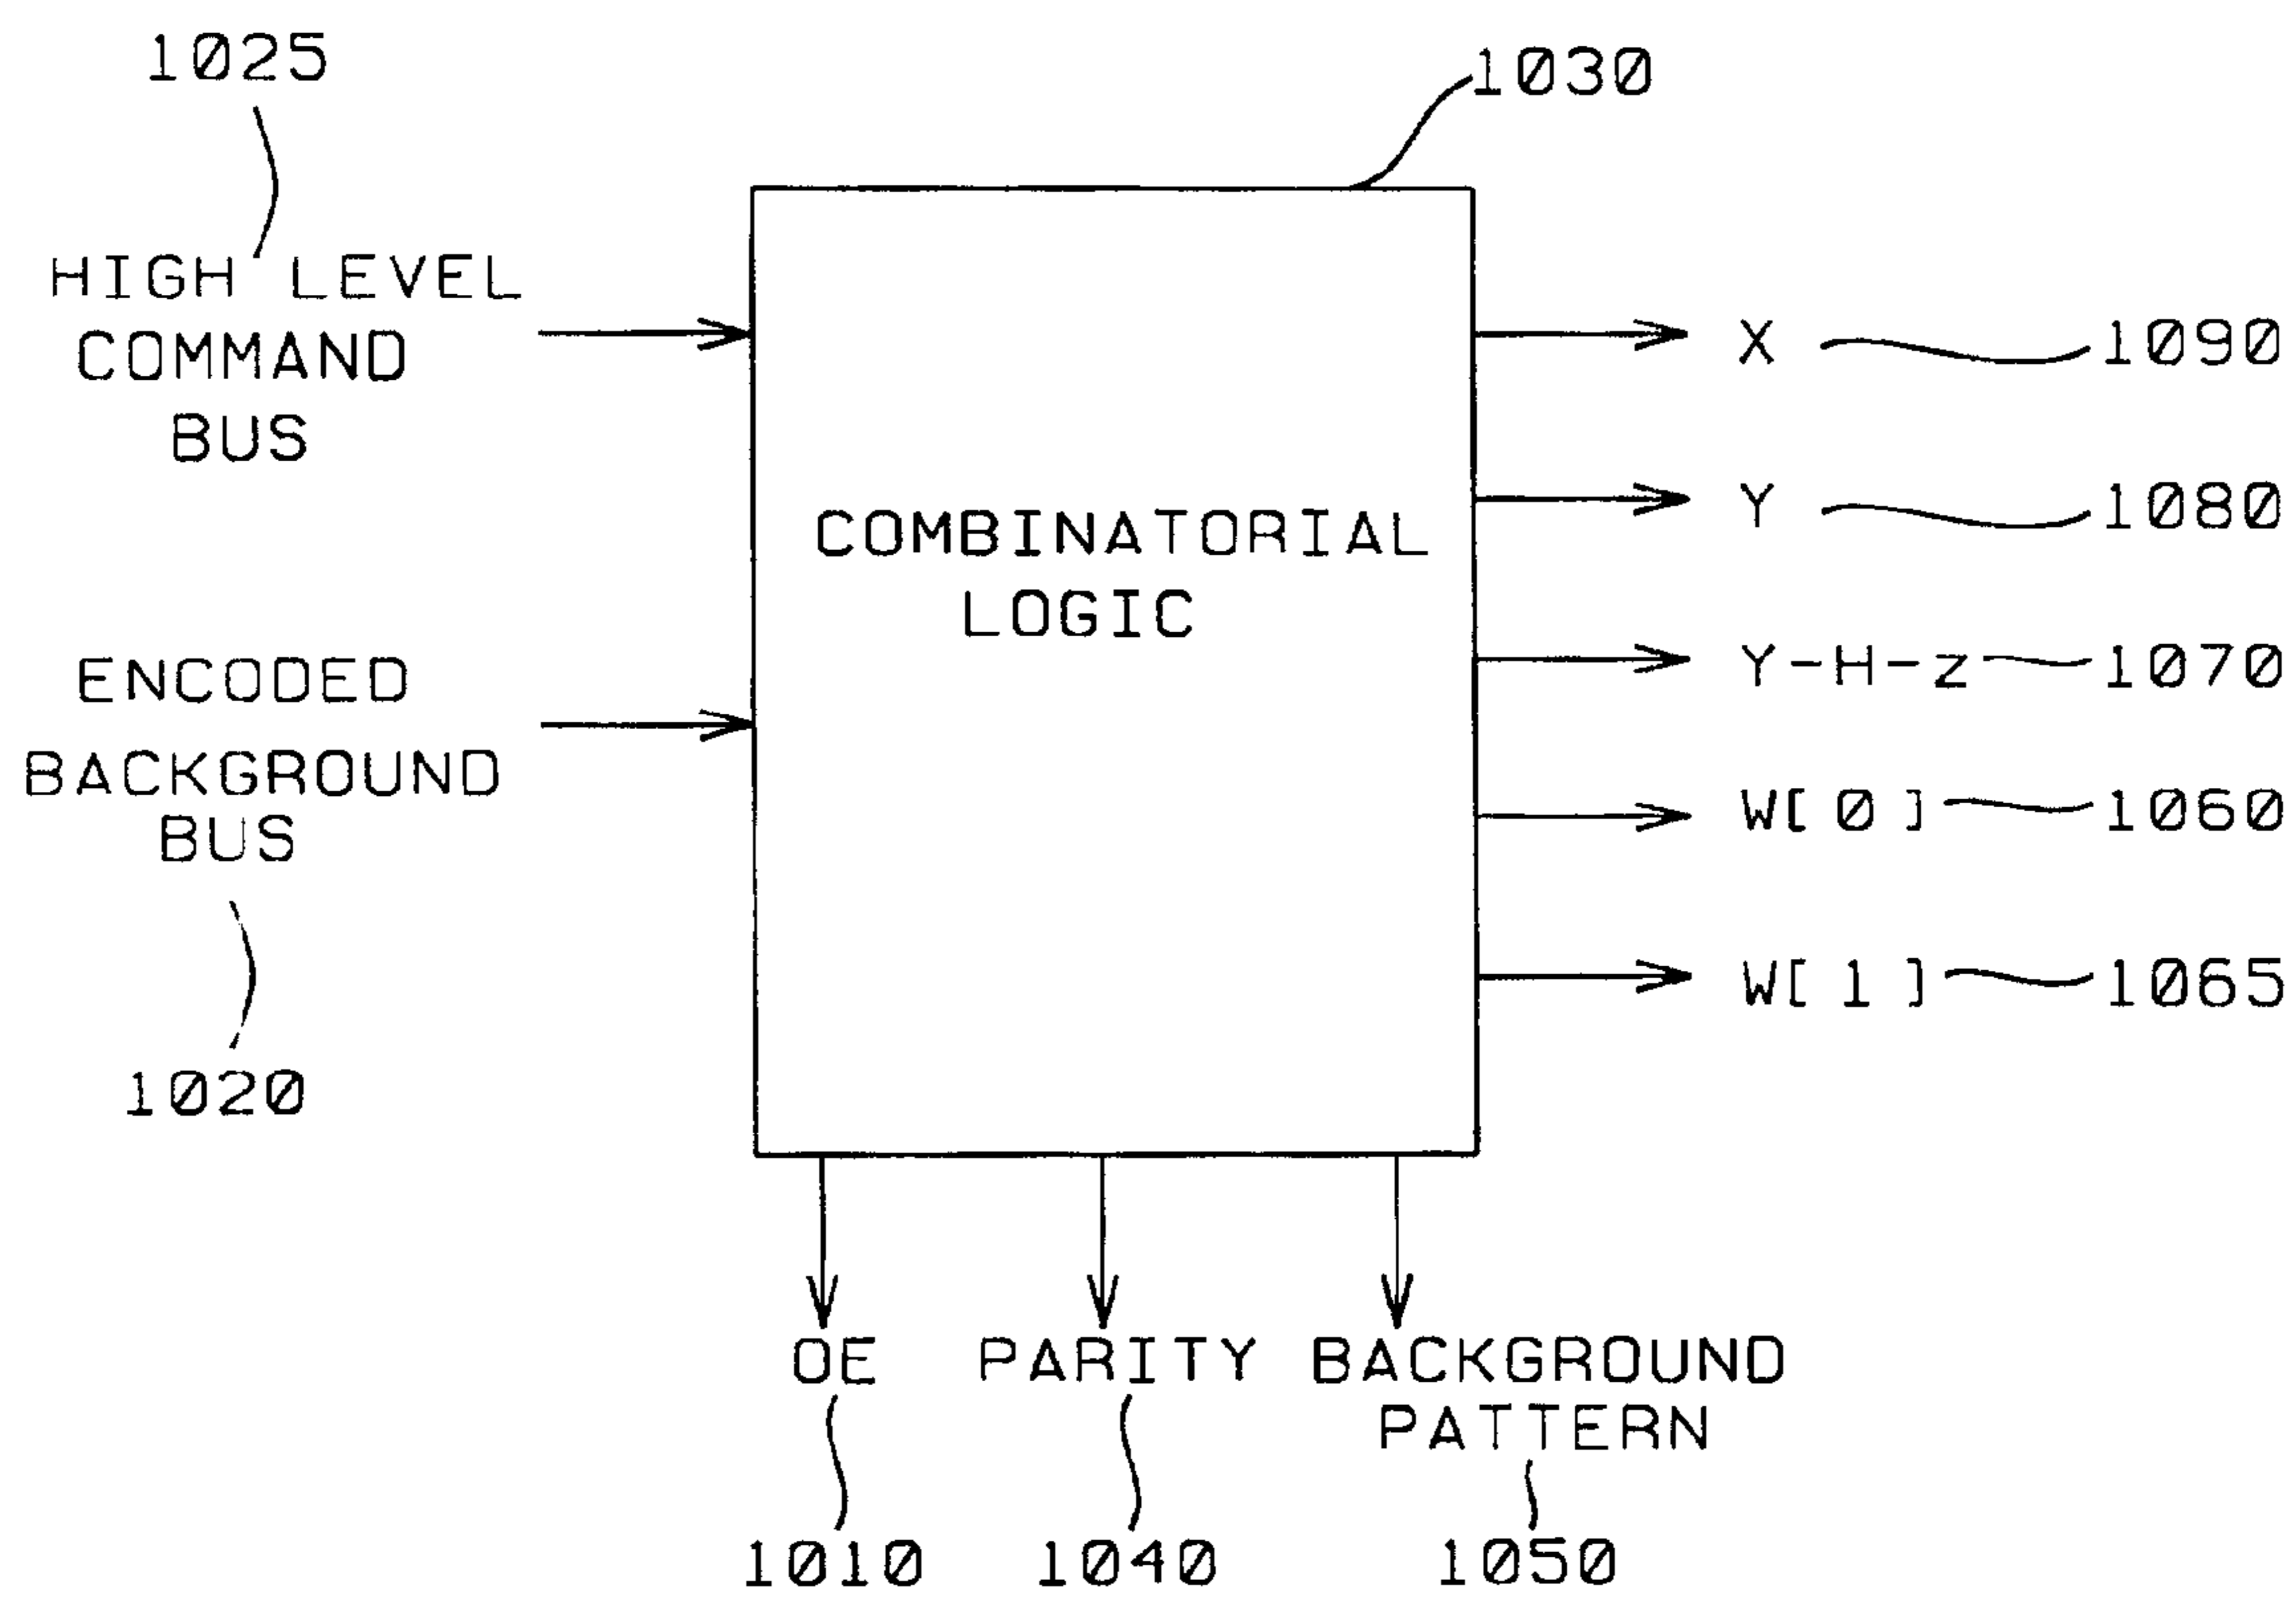 1025
1030
HIGH LEVEL
COMMAND
BUS
X 1090
Y 1080
COMBINATORIAL
LOGIC
ENCODED
BACKGROUND
BUS
Y-H-z 1070
W[0] 1060
W[1] 1065
1020
OE PARITY BACKGROUND
PATTERN
1010 1040 1050